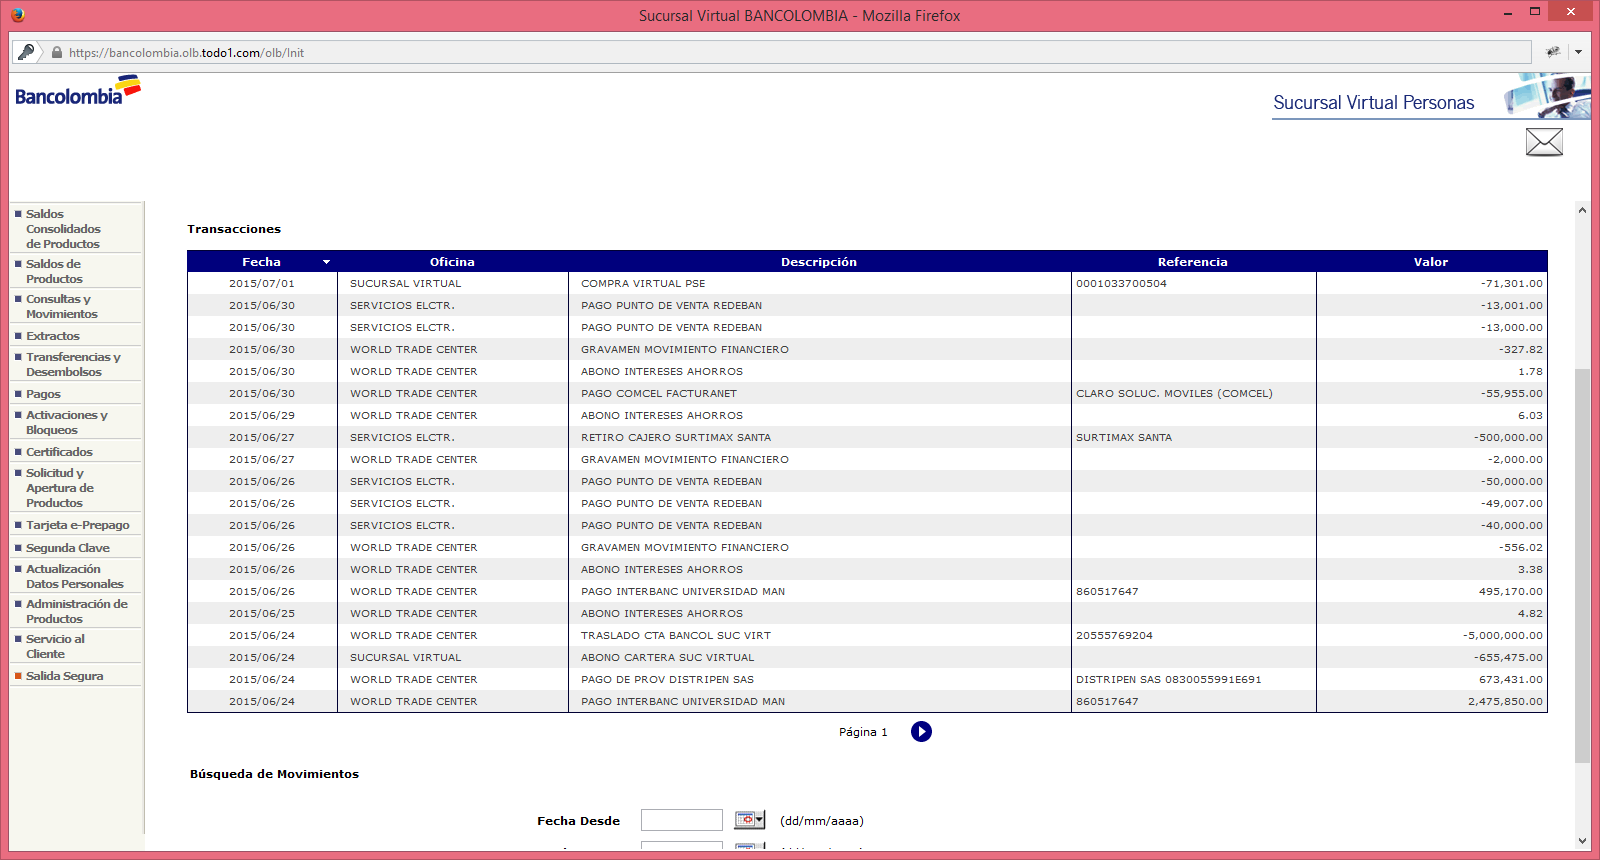 Sucursal Virtual BANCOLOMBIA - Mozilla Firefox
https://bancolombia.olb.todo1.com/olb/Init
Bancolombia
Sucursal Virtual Personas
Saldos
Consolidados
de Productos
Saldos de
Productos
Consultas y
Movimientos
Extractos
Transferencias y
Desembolsos
Pagos
Activaciones y
Bloqueos
Certificados
Solicitud y
Apertura de
Productos
Tarjeta e-Prepago
Segunda Clave
Actualización
Datos Personales
Administración de
Productos
Servicio al
Cliente
Salida Segura
Transacciones
Fecha Oficina Descripción Referencia Valor
2015/07/01 SUCURSAL VIRTUAL COMPRA VIRTUAL PSE 0001033700504 -71,301.00
2015/06/30 SERVICIOS ELCTR. PAGO PUNTO DE VENTA REDEBAN -13,001.00
2015/06/30 SERVICIOS ELCTR. PAGO PUNTO DE VENTA REDEBAN -13,000.00
2015/06/30 WORLD TRADE CENTER GRAVAMEN MOVIMIENTO FINANCIERO -327.82
2015/06/30 WORLD TRADE CENTER ABONO INTERESES AHORROS 1.78
2015/06/30 WORLD TRADE CENTER PAGO COMCEL FACTURANET CLARO SOLUC. MOVILES (COMCEL) -55,955.00
2015/06/29 WORLD TRADE CENTER ABONO INTERESES AHORROS 6.03
2015/06/27 SERVICIOS ELCTR. RETIRO CAJERO SURTIMAX SANTA SURTIMAX SANTA -500,000.00
2015/06/27 WORLD TRADE CENTER GRAVAMEN MOVIMIENTO FINANCIERO -2,000.00
2015/06/26 SERVICIOS ELCTR. PAGO PUNTO DE VENTA REDEBAN -50,000.00
2015/06/26 SERVICIOS ELCTR. PAGO PUNTO DE VENTA REDEBAN -49,007.00
2015/06/26 SERVICIOS ELCTR. PAGO PUNTO DE VENTA REDEBAN -40,000.00
2015/06/26 WORLD TRADE CENTER GRAVAMEN MOVIMIENTO FINANCIERO -556.02
2015/06/26 WORLD TRADE CENTER ABONO INTERESES AHORROS 3.38
2015/06/26 WORLD TRADE CENTER PAGO INTERBANC UNIVERSIDAD MAN 860517647 495,170.00
2015/06/25 WORLD TRADE CENTER ABONO INTERESES AHORROS 4.82
2015/06/24 WORLD TRADE CENTER TRASLADO CTA BANCOL SUC VIRT 20555769204 -5,000,000.00
2015/06/24 SUCURSAL VIRTUAL ABONO CARTERA SUC VIRTUAL -655,475.00
2015/06/24 WORLD TRADE CENTER PAGO DE PROV DISTRIPEN SAS DISTRIPEN SAS 0830055991E691 673,431.00
2015/06/24 WORLD TRADE CENTER PAGO INTERBANC UNIVERSIDAD MAN 860517647 2,475,850.00
Página 1
Búsqueda de Movimientos
Fecha Desde (dd/mm/aaaa)